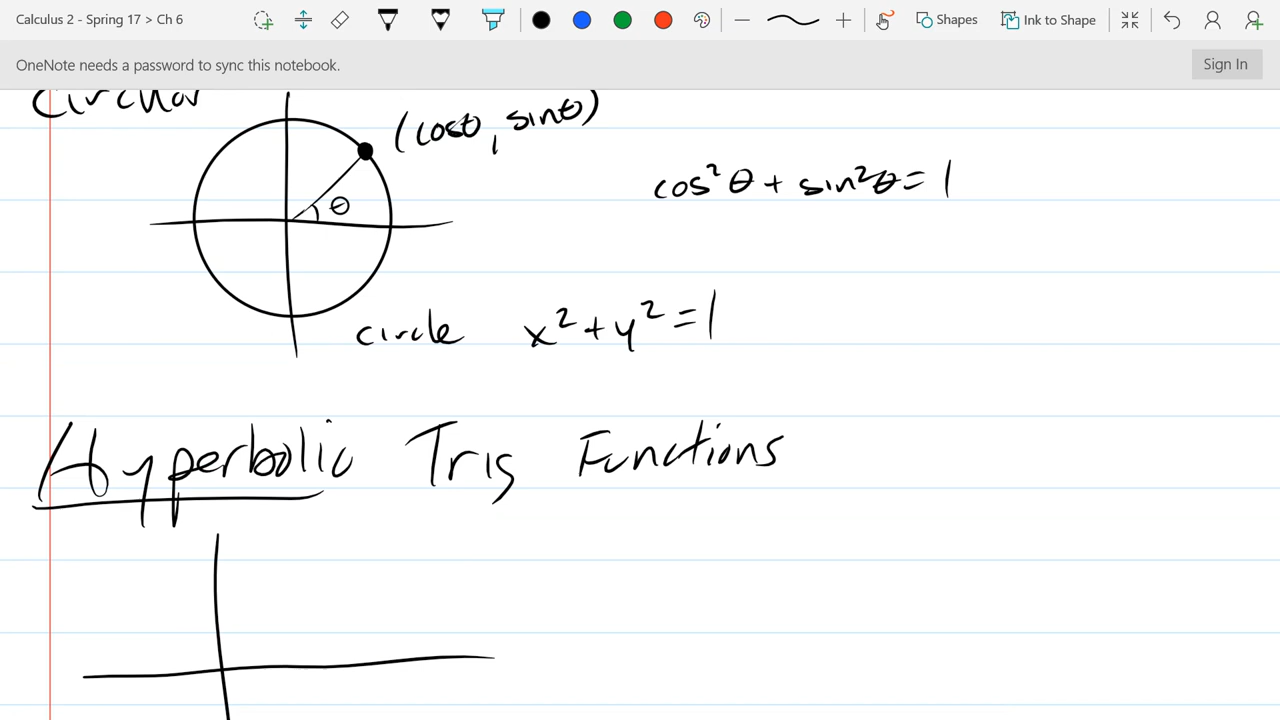 Calculus 2 - Spring 17 > Ch 6
Shapes
Ink to Shape
OneNote needs a password to sync this notebook.
Sign In
Circular
(cosθ, sinθ)
cos²θ + sin²θ = 1
θ
circle x² + y² = 1
Hyperbolic Trig Functions